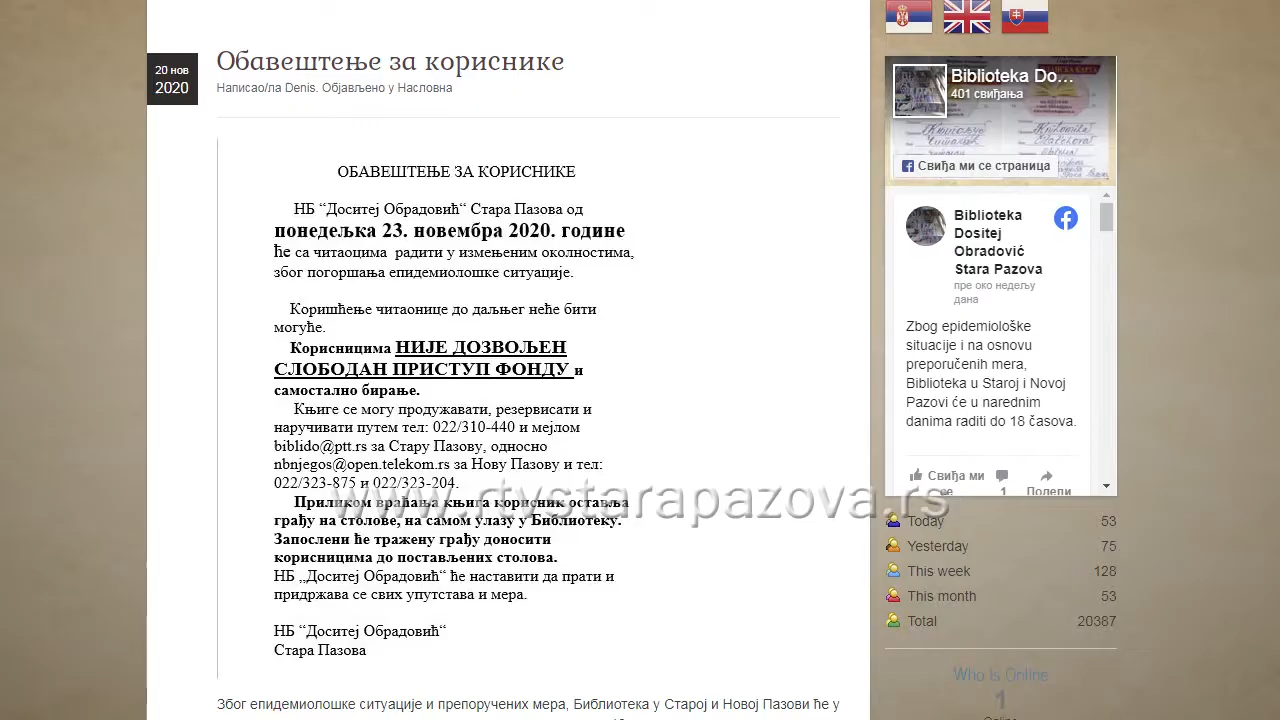 20 нов
2020
Обавештење за кориснике
Написао/ла Denis. Објављено у Насловна
ОБАВЕШТЕЊЕ ЗА КОРИСНИКЕ
НБ “Доситеј Обрадовић“ Стара Пазова од
понедељка 23. новембра 2020. године
ће са читаоцима радити у измењеним околностима,
због погоршања епидемиолошке ситуације.
Коришћење читаонице до даљњег неће бити
могуће.
Корисницима НИЈЕ ДОЗВОЉЕН
СЛОБОДАН ПРИСТУП ФОНДУ и
самостално бирање.
Књиге се могу продужавати, резервисати и
наручивати путем тел: 022/310-440 и мејлом
biblido@ptt.rs за Стару Пазову, односно
nbnjegos@open.telekom.rs за Нову Пазову и тел:
022/323-875 и 022/323-204.
Приликом враћања књига корисник оставља
грађу на столове, на самом улазу у Библиотеку.
Запослени ће тражену грађу доносити
корисницима до постављених столова.
НБ „Доситеј Обрадовић“ ће наставити да прати и
придржава се свих упутстава и мера.
НБ “Доситеј Обрадовић“
Стара Пазова
Због епидемиолошке ситуације и препоручених мера, Библиотека у Старој и Новој Пазови ће у
www.rtvstarapazova.rs
Biblioteka Do...
401 свиђања
Свиђа ми се страница
Biblioteka
Dositej
Obradović
Stara Pazova
пре око недељу
дана
Zbog epidemiološke
situacije i na osnovu
preporučenih mera,
Biblioteka u Staroj i Novoj
Pazovi će u narednim
danima raditi do 18 časova.
Свиђа ми
се 1 Подели
Today 53
Yesterday 75
This week 128
This month 53
Total 20387
Who Is Online
1
Online